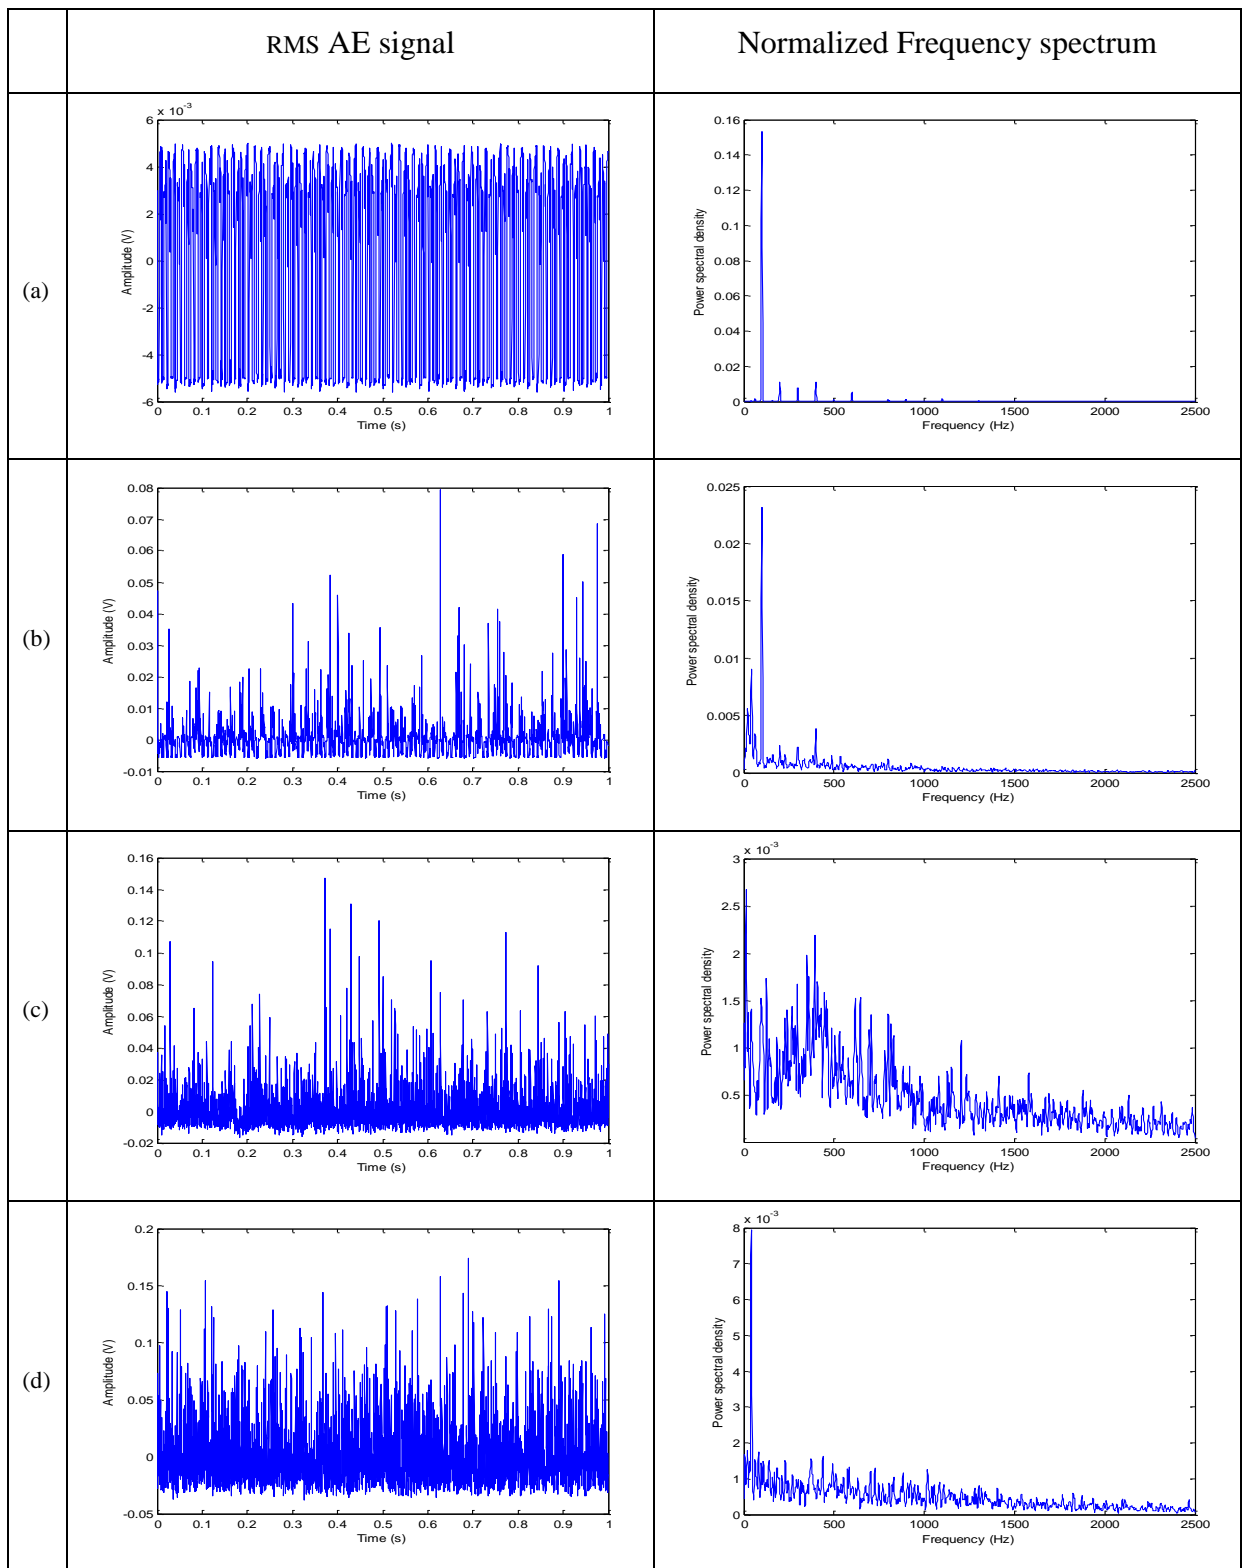 RMS AE signal
Normalized Frequency spectrum
(a)
x 10-3
6
4
2
0
-2
-4
-6
Amplitude (V)
0 0.1 0.2 0.3 0.4 0.5 0.6 0.7 0.8 0.9 1
Time (s)
0.16
0.14
0.12
0.1
0.08
0.06
0.04
0.02
0
Power spectral density
0 500 1000 1500 2000 2500
Frequency (Hz)
(b)
0.08
0.07
0.06
0.05
0.04
0.03
0.02
0.01
0
-0.01
Amplitude (V)
0 0.1 0.2 0.3 0.4 0.5 0.6 0.7 0.8 0.9 1
Time (s)
0.025
0.02
0.015
0.01
0.005
0
Power spectral density
0 500 1000 1500 2000 2500
Frequency (Hz)
(c)
0.16
0.14
0.12
0.1
0.08
0.06
0.04
0.02
0
-0.02
Amplitude (V)
0 0.1 0.2 0.3 0.4 0.5 0.6 0.7 0.8 0.9 1
Time (s)
x 10-3
3
2.5
2
1.5
1
0.5
Power spectral density
0 500 1000 1500 2000 2500
Frequency (Hz)
(d)
0.2
0.15
0.1
0.05
0
-0.05
Amplitude (V)
0 0.1 0.2 0.3 0.4 0.5 0.6 0.7 0.8 0.9 1
Time (s)
x 10-3
8
7
6
5
4
3
2
1
0
Power spectral density
0 500 1000 1500 2000 2500
Frequency (Hz)